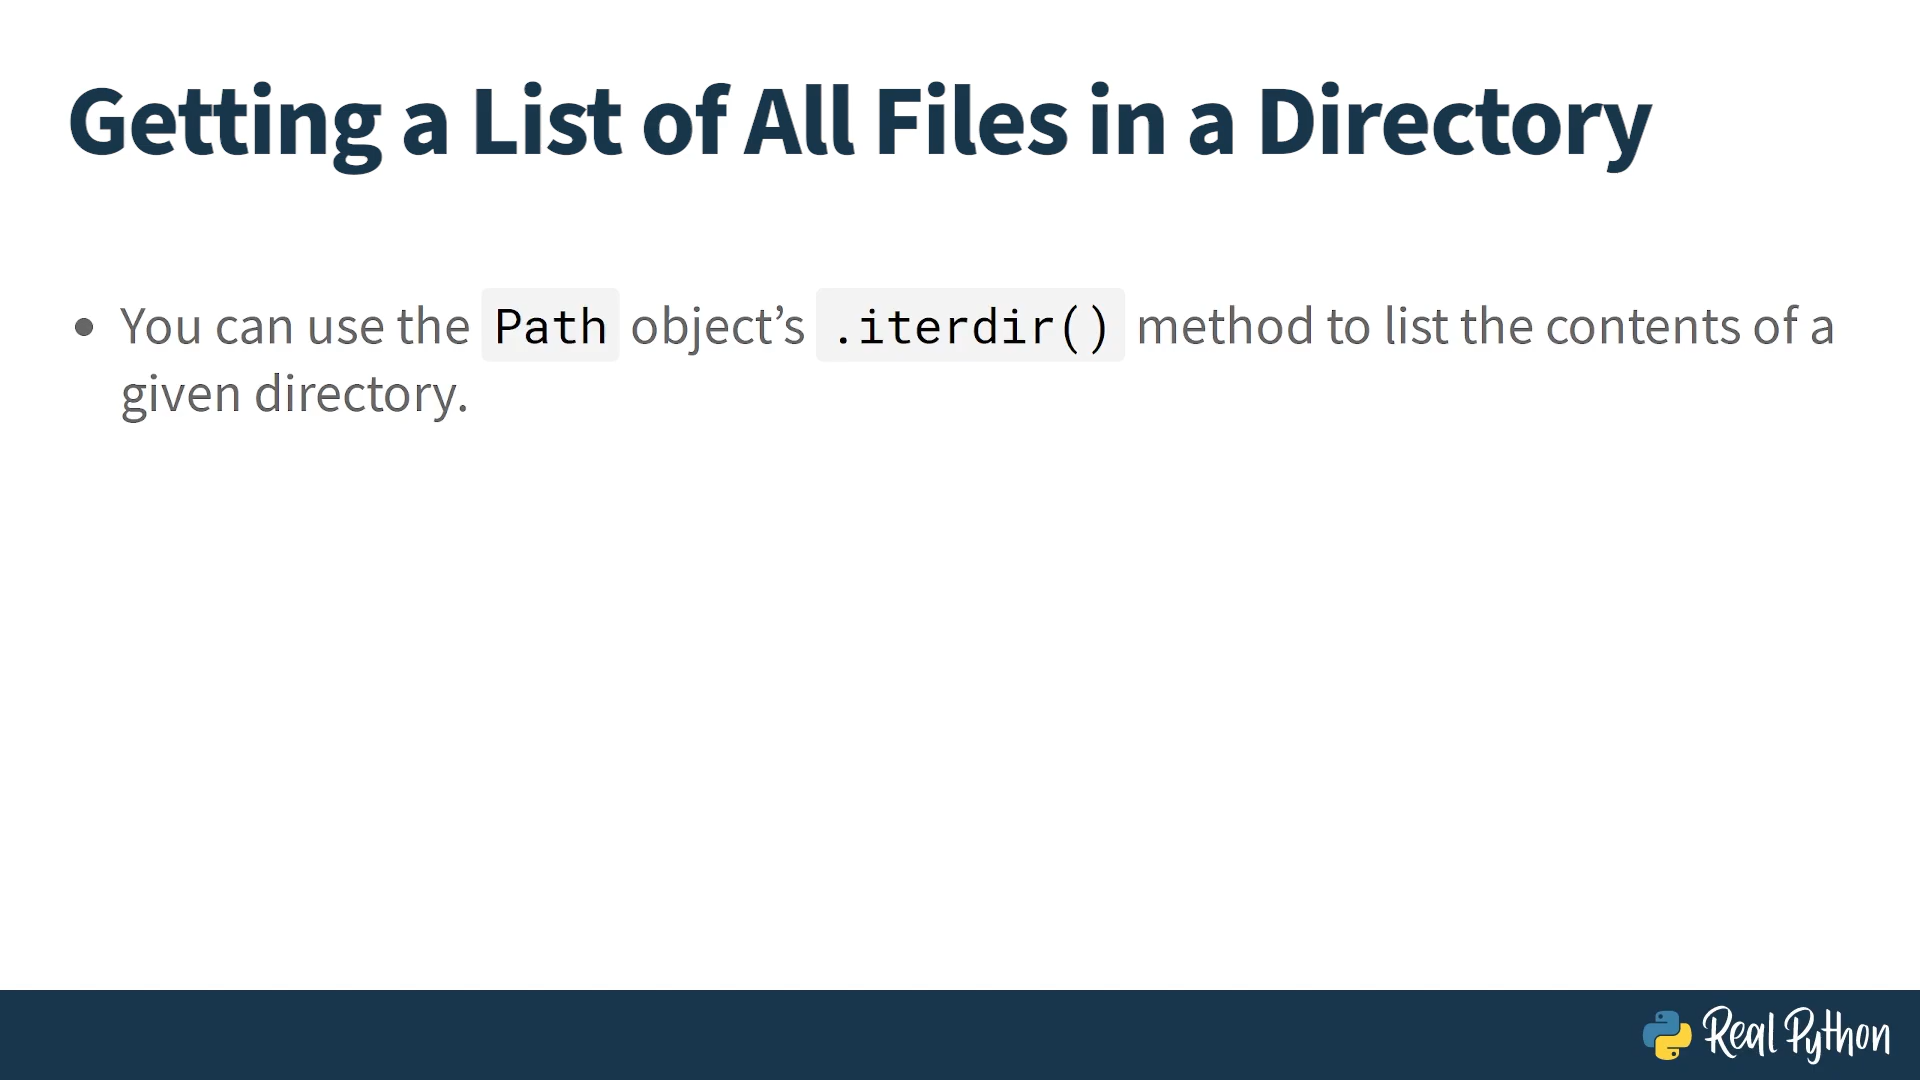 Getting a List of All Files in a Directory
• You can use the Path object’s .iterdir() method to list the contents of a
given directory.
Real Python